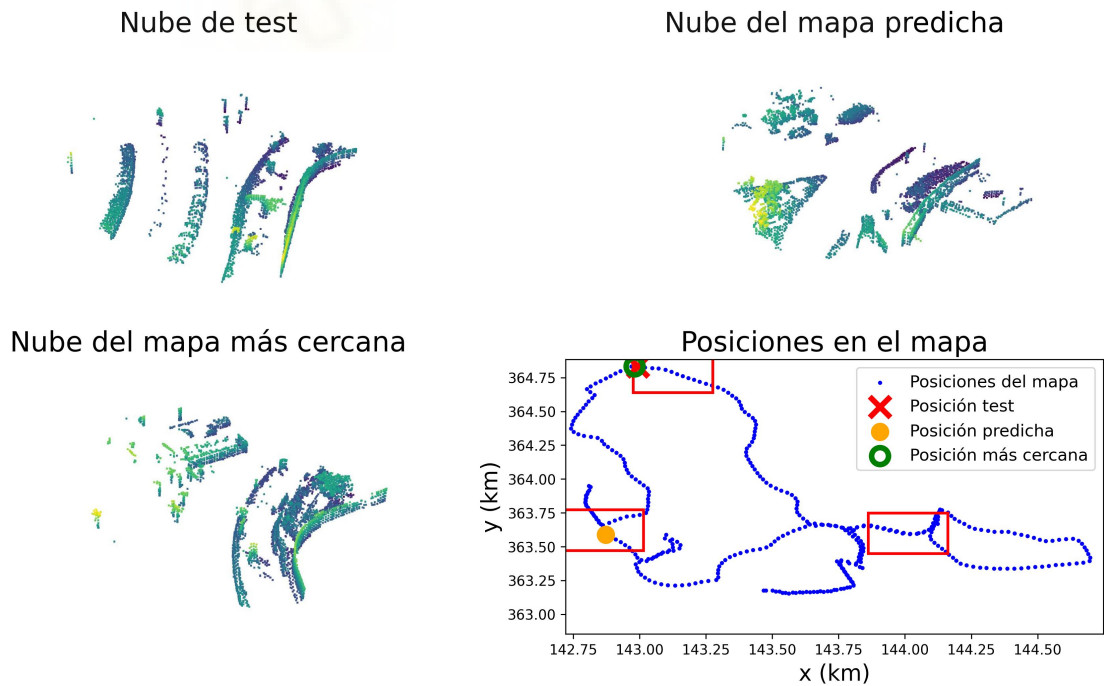 Nube de test
Nube del mapa predicha
Nube del mapa más cercana
Posiciones en el mapa
Posiciones del mapa
Posición test
Posición predicha
Posición más cercana
y (km)
364.75
364.50
364.25
364.00
363.75
363.50
363.25
363.00
142.75 143.00 143.25 143.50 143.75 144.00 144.25 144.50
x (km)